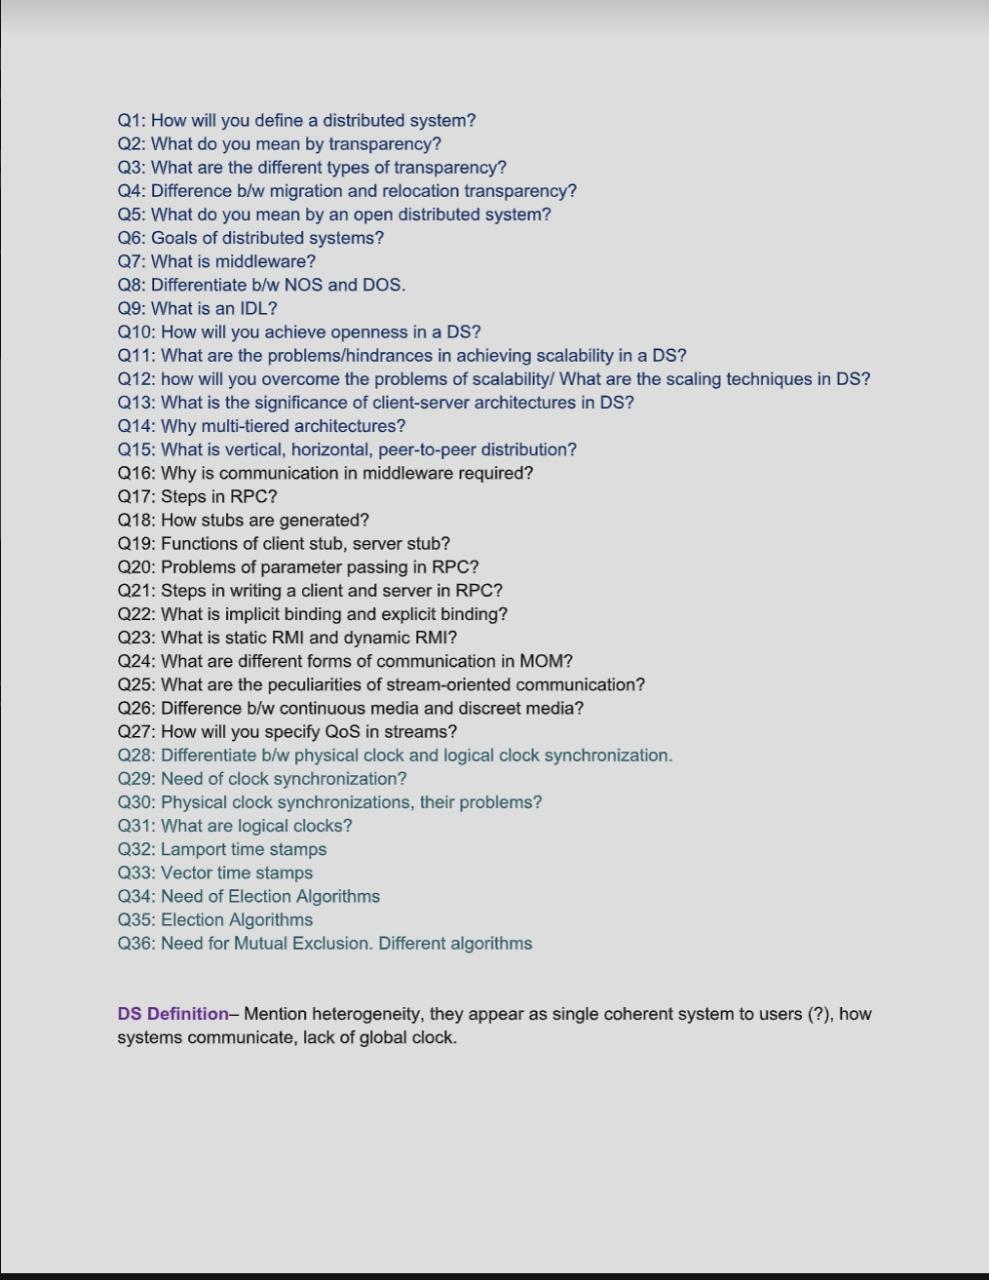 Q1: How will you define a distributed system?
Q2: What do you mean by transparency?
Q3: What are the different types of transparency?
Q4: Difference b/w migration and relocation transparency?
Q5: What do you mean by an open distributed system?
Q6: Goals of distributed systems?
Q7: What is middleware?
Q8: Differentiate b/w NOS and DOS.
Q9: What is an IDL?
Q10: How will you achieve openness in a DS?
Q11: What are the problems/hindrances in achieving scalability in a DS?
Q12: how will you overcome the problems of scalability/ What are the scaling techniques in DS?
Q13: What is the significance of client-server architectures in DS?
Q14: Why multi-tiered architectures?
Q15: What is vertical, horizontal, peer-to-peer distribution?
Q16: Why is communication in middleware required?
Q17: Steps in RPC?
Q18: How stubs are generated?
Q19: Functions of client stub, server stub?
Q20: Problems of parameter passing in RPC?
Q21: Steps in writing a client and server in RPC?
Q22: What is implicit binding and explicit binding?
Q23: What is static RMI and dynamic RMI?
Q24: What are different forms of communication in MOM?
Q25: What are the peculiarities of stream-oriented communication?
Q26: Difference b/w continuous media and discreet media?
Q27: How will you specify QoS in streams?
Q28: Differentiate b/w physical clock and logical clock synchronization.
Q29: Need of clock synchronization?
Q30: Physical clock synchronizations, their problems?
Q31: What are logical clocks?
Q32: Lamport time stamps
Q33: Vector time stamps
Q34: Need of Election Algorithms
Q35: Election Algorithms
Q36: Need for Mutual Exclusion. Different algorithms
DS Definition– Mention heterogeneity, they appear as single coherent system to users (?), how
systems communicate, lack of global clock.